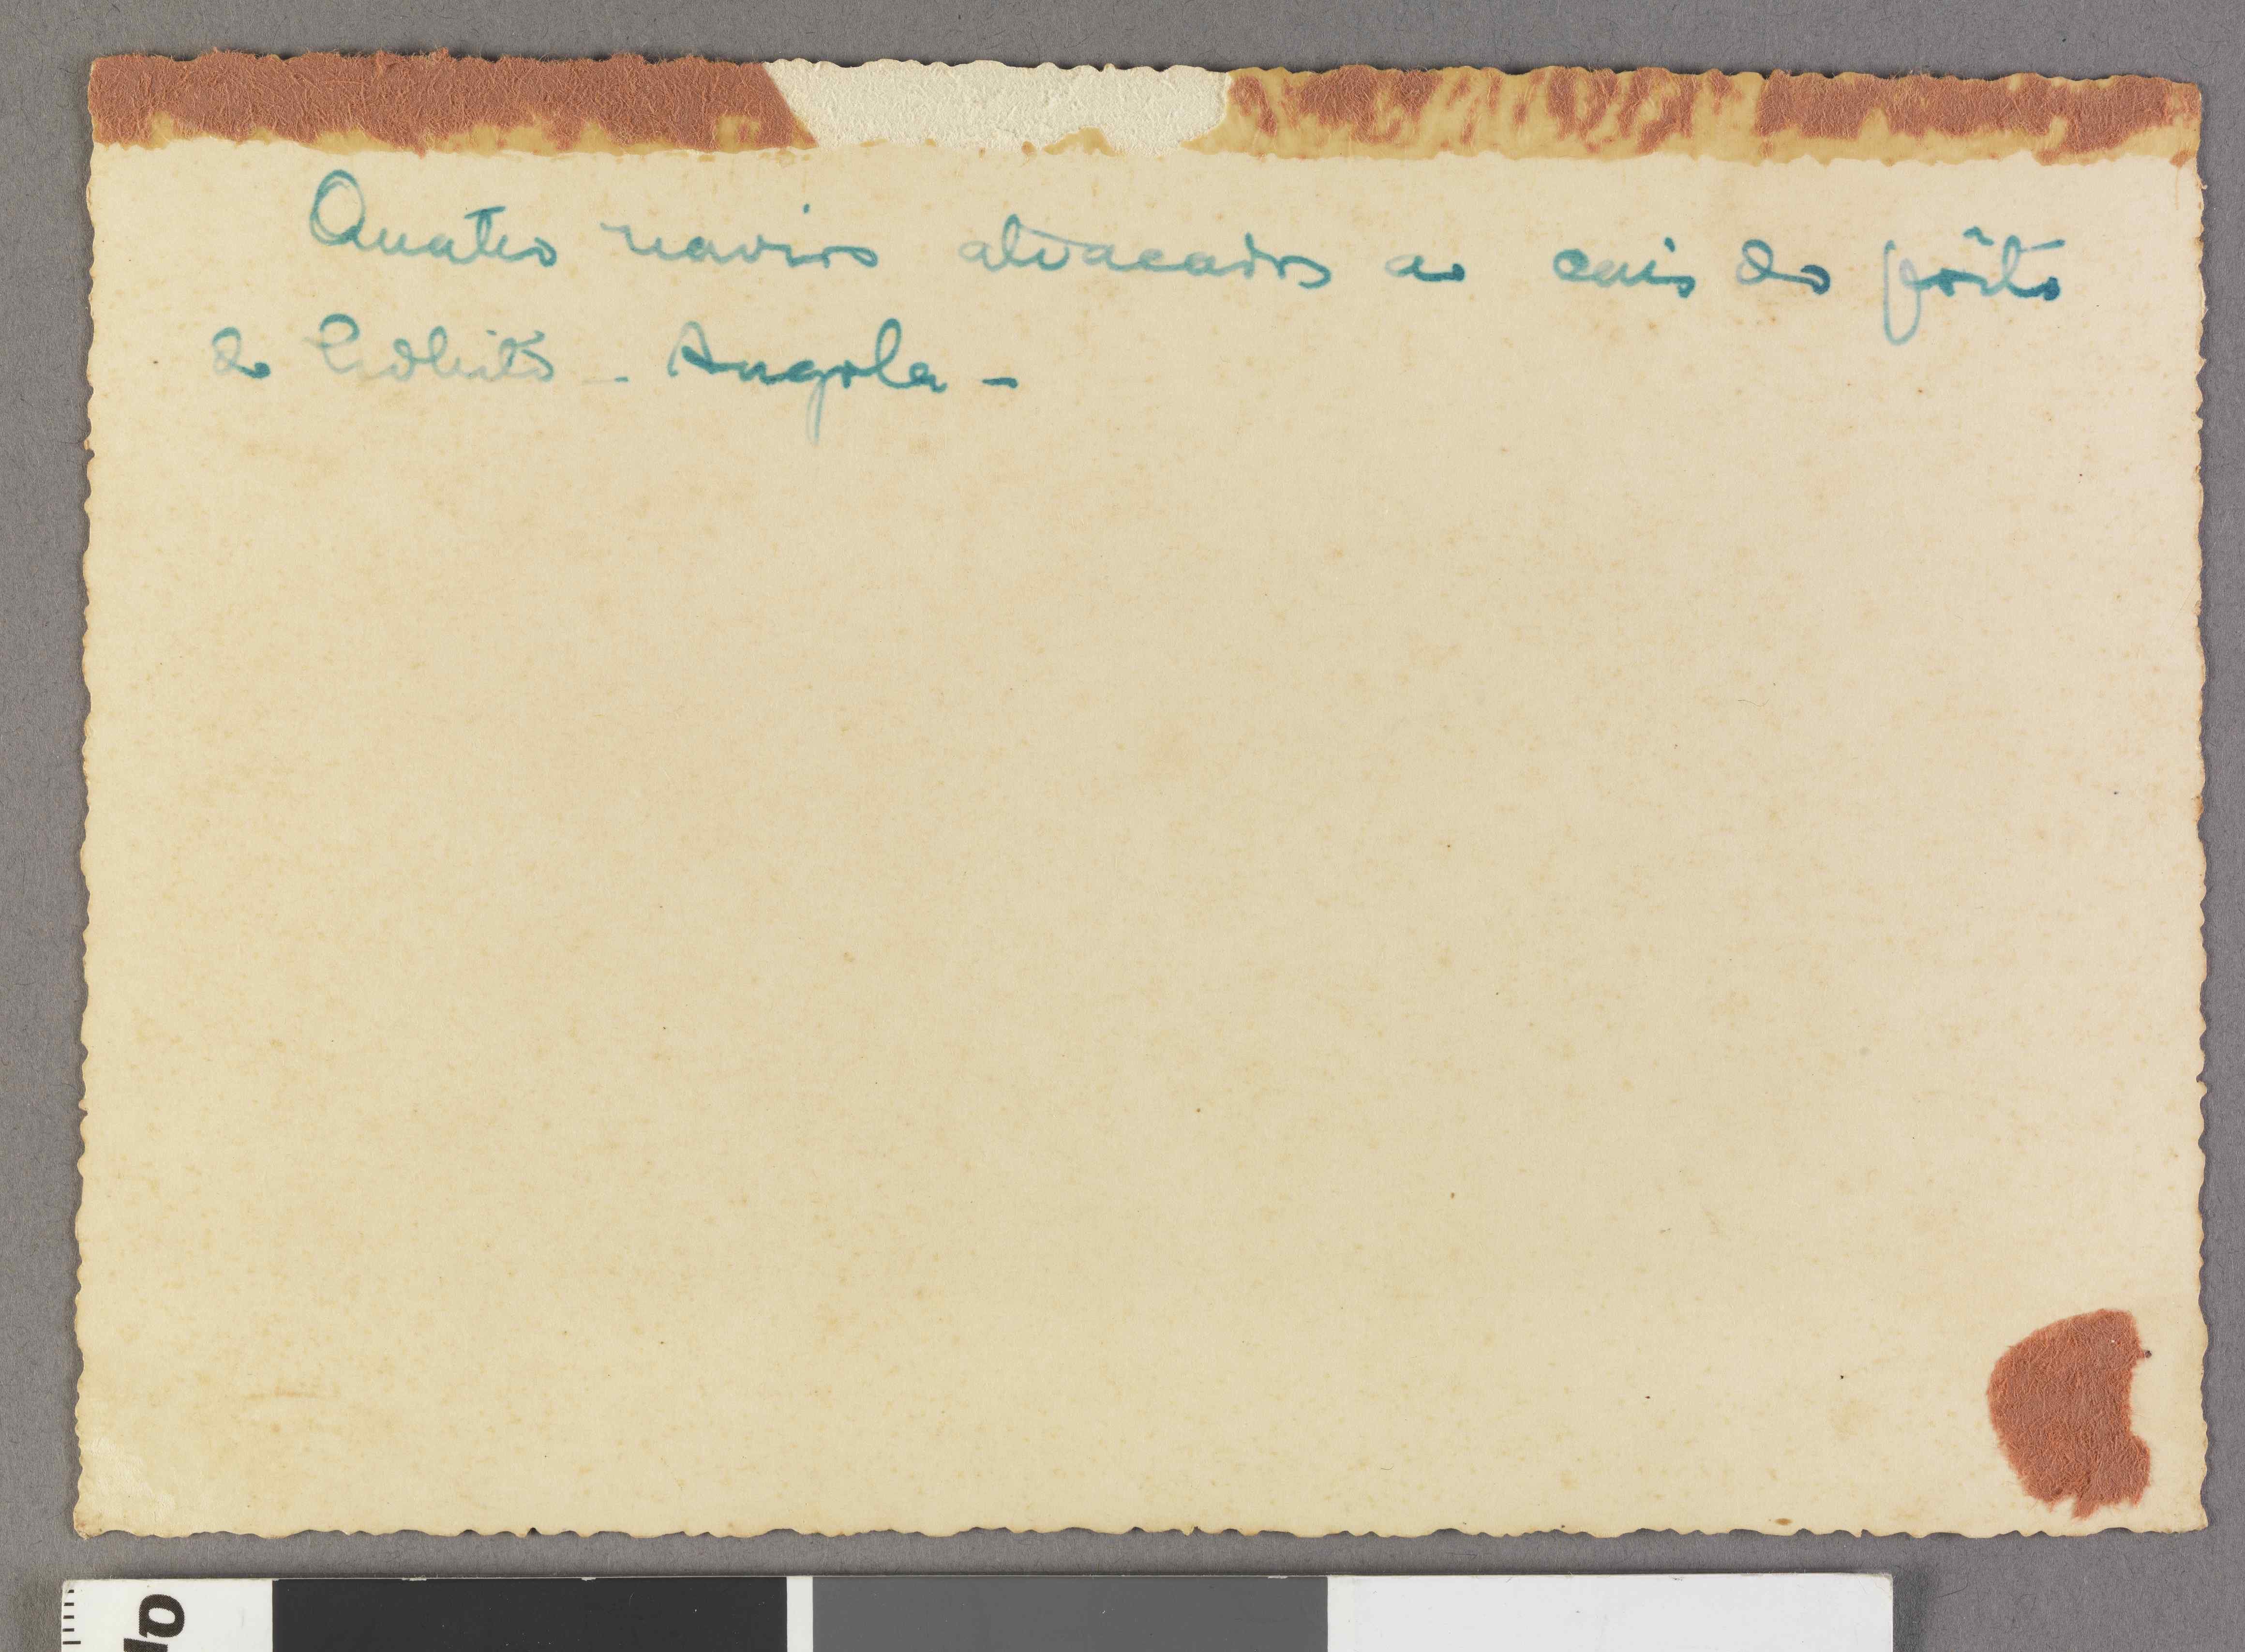 Quatro navios atracados ao cais do pôrto
do Lobito - Angola -